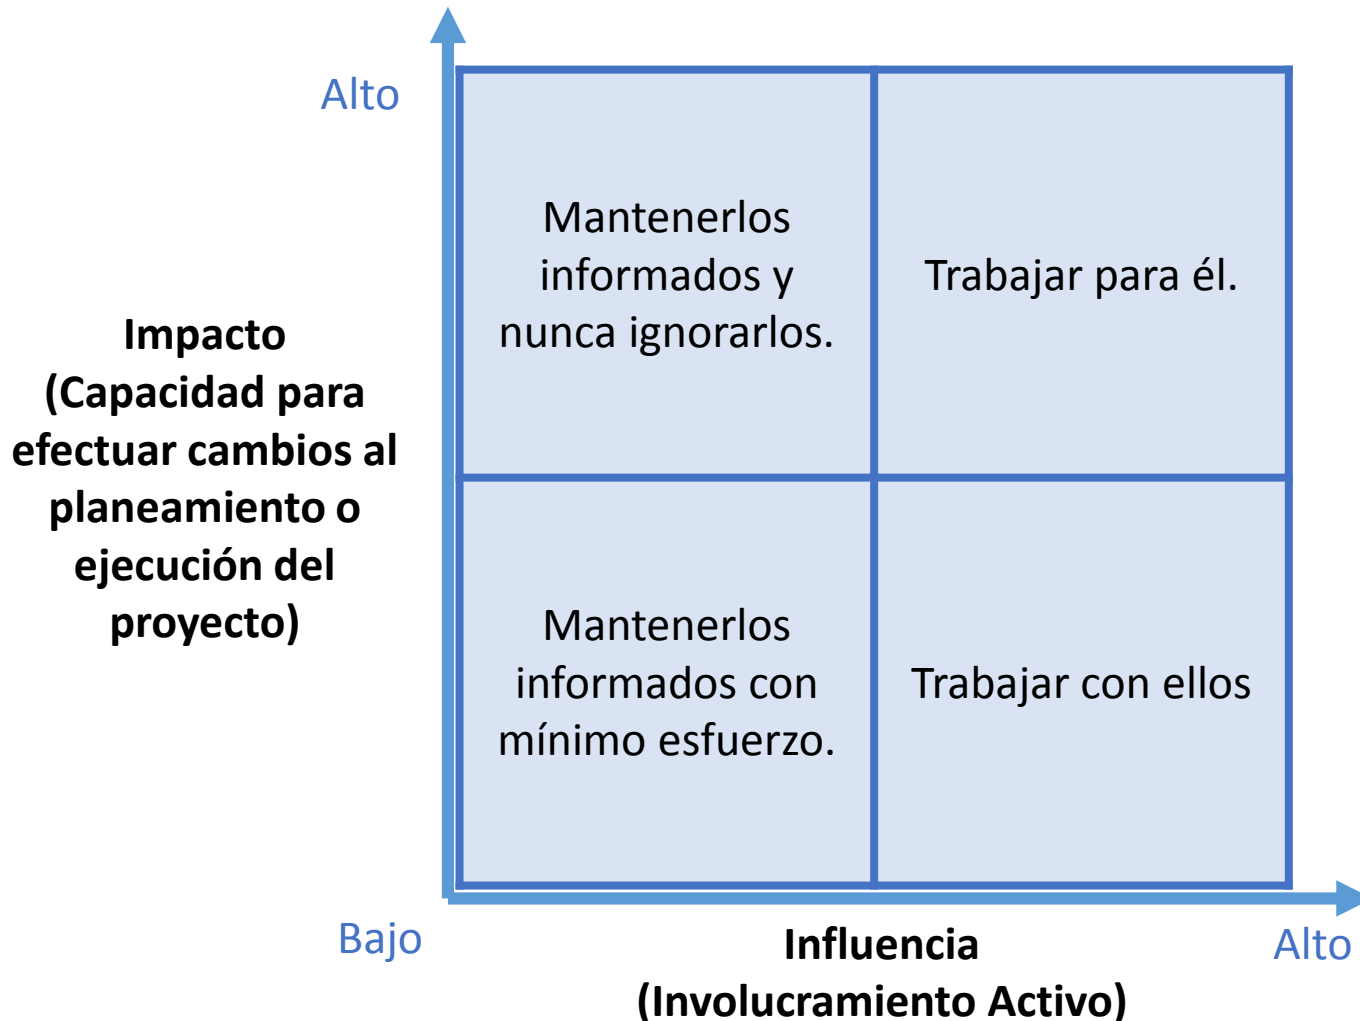 Alto
Impacto
(Capacidad para
efectuar cambios al
planeamiento o
ejecución del
proyecto)
Mantenerlos
informados y
nunca ignorarlos.
Trabajar para él.
Mantenerlos
informados con
mínimo esfuerzo.
Trabajar con ellos
Bajo
Influencia
(Involucramiento Activo)
Alto